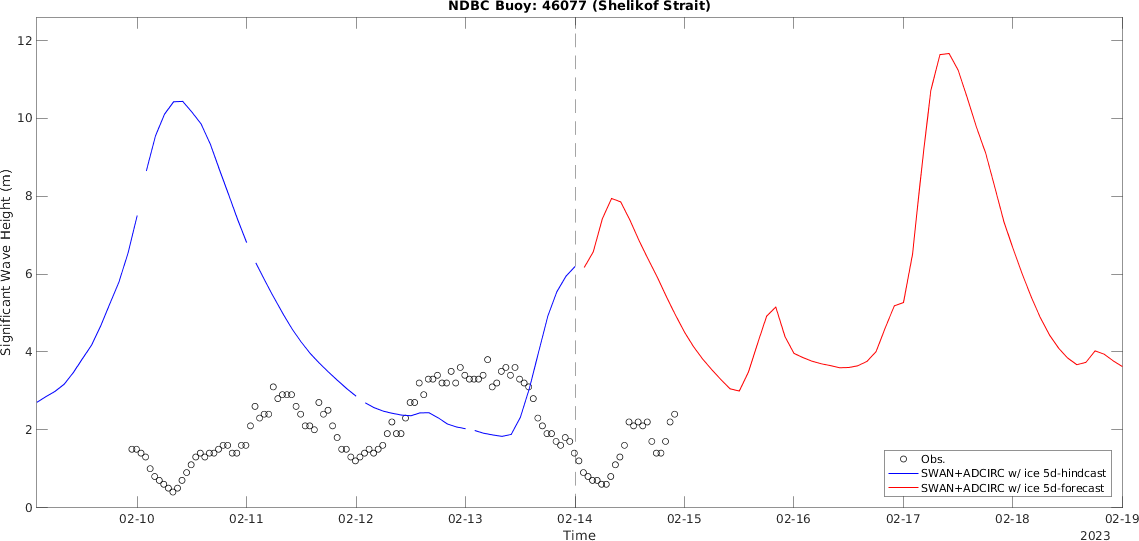 NDBC Buoy: 46077 (Shelikof Strait)
Significant Wave Height (m)
12
10
8
6
4
2
0
Obs.
SWAN+ADCIRC w/ ice 5d-hindcast
SWAN+ADCIRC w/ ice 5d-forecast
02-10 02-11 02-12 02-13 02-14 02-15 02-16 02-17 02-18 02-19
Time
2023